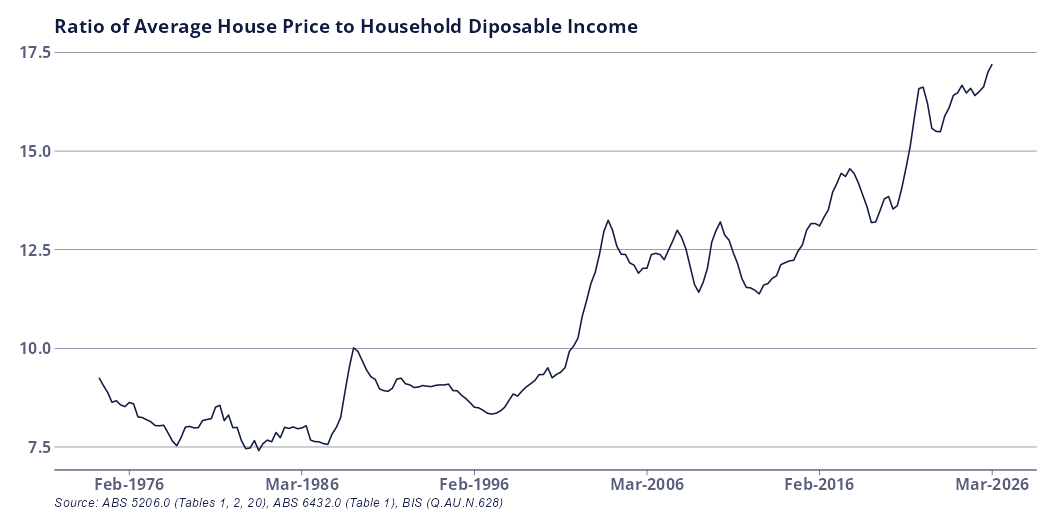 Ratio of Average House Price to Household Diposable Income
17.5
15.0
12.5
10.0
7.5
Feb-1976 Mar-1986 Feb-1996 Mar-2006 Feb-2016 Mar-2026
Source: ABS 5206.0 (Tables 1, 2, 20), ABS 6432.0 (Table 1), BIS (Q.AU.N.628)